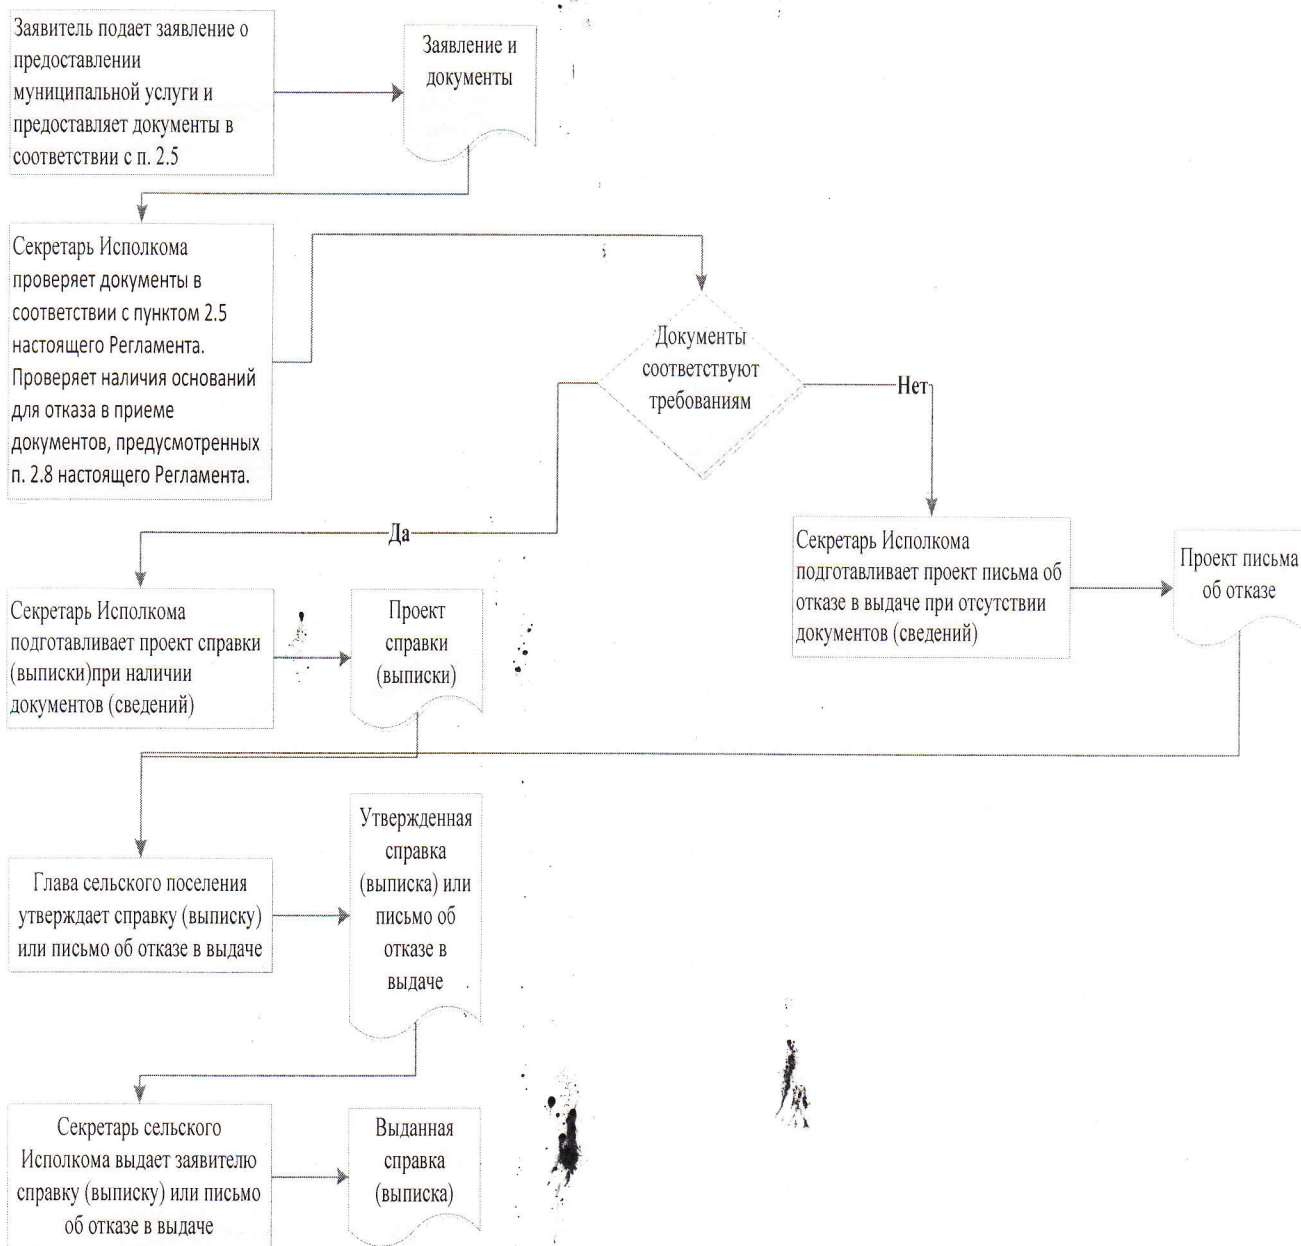 Заявитель подает заявление о
предоставлении
муниципальной услуги и
предоставляет документы в
соответствии с п. 2.5
Заявление и
документы
Секретарь Исполкома
проверяет документы в
соответствии с пунктом 2.5
настоящего Регламента.
Проверяет наличия оснований
для отказа в приеме
документов, предусмотренных
п. 2.8 настоящего Регламента.
Документы
соответствуют
требованиям
Нет
Да
Секретарь Исполкома
подготавливает проект письма об
отказе в выдаче при отсутствии
документов (сведений)
Проект письма
об отказе
Секретарь Исполкома
подготавливает проект справки
(выписки)при наличии
документов (сведений)
Проект
справки
(выписки)
Глава сельского поселения
утверждает справку (выписку)
или письмо об отказе в выдаче
Утвержденная
справка
(выписка) или
письмо об
отказе в
выдаче
Секретарь сельского
Исполкома выдает заявителю
справку (выписку) или письмо
об отказе в выдаче
Выданная
справка
(выписка)